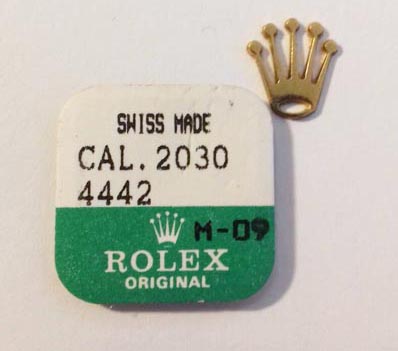 SWISS MADE
CAL. 2030
4442
M-09
ROLEX
ORIGINAL